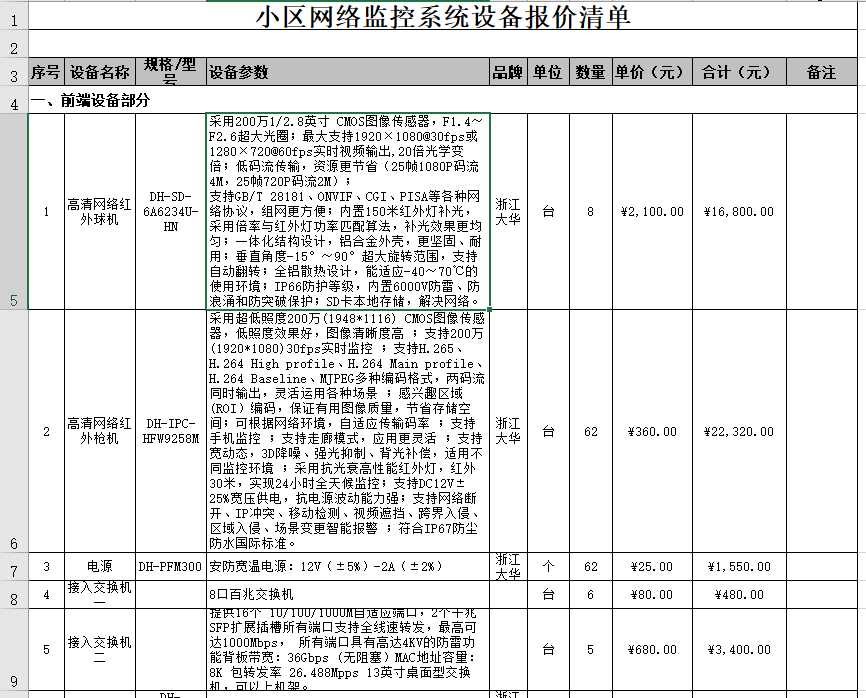 1
小区网络监控系统设备报价清单
2
3
序号 设备名称 规格/型号 设备参数 品牌 单位 数量 单价（元） 合计（元） 备注
4
一、前端设备部分
5
1
高清网络红
外球机
DH-SD-
6A6234U-
HN
采用200万1/2.8英寸 CMOS图像传感器，F1.4～
F2.6超大光圈；最大支持1920×1080@30fps或
1280×720@60fps实时视频输出,20倍光学变
倍；低码流传输，资源更节省（25帧1080P码流
4M，25帧720P码流2M）；
支持GB/T 28181、ONVIF、CGI、PISA等各种网
络协议，组网更方便；内置150米红外灯补光，
采用倍率与红外灯功率匹配算法，补光效果更均
匀；一体化结构设计，铝合金外壳，更坚固、耐
用；垂直角度-15°～90°超大旋转范围，支持
自动翻转；全铝散热设计，能适应-40～70℃的
使用环境；IP66防护等级，内置6000V防雷、防
浪涌和防突破保护；SD卡本地存储，解决网络。
浙江
大华
台
8
¥2,100.00
¥16,800.00
6
2
高清网络红
外枪机
DH-IPC-
HFW9258M
采用超低照度200万(1948*1116) CMOS图像传感
器，低照度效果好，图像清晰度高 ；支持200万
(1920*1080)30fps实时监控 ；支持H.265、
H.264 High profile、H.264 Main profile、
H.264 Baseline、MJPEG多种编码格式，两码流
同时输出，灵活运用各种场景 ；感兴趣区域
(ROI）编码，保证有用图像质量，节省存储空
间；可根据网络环境，自适应传输码率 ；支持
手机监控 ；支持走廊模式，应用更灵活 ；支持
宽动态，3D降噪、强光抑制、背光补偿，适用不
同监控环境 ；采用抗光衰高性能红外灯，红外
30米，实现24小时全天候监控；支持DC12V±
25%宽压供电，抗电源波动能力强；支持网络断
开、IP冲突、移动检测、视频遮挡、跨界入侵、
区域入侵、场景变更智能报警 ；符合IP67防尘
防水国际标准。
浙江
大华
台
62
¥360.00
¥22,320.00
7
3
电源
DH-PFM300
安防宽温电源：12V（±5%）-2A（±2%）
浙江
大华
个
62
¥25.00
¥1,550.00
8
4
接入交换机
一
8口百兆交换机
台
6
¥80.00
¥480.00
9
5
接入交换机
二
提供16个 10/100/1000M自适应端口，2个千兆
SFP扩展插槽所有端口支持全线速转发，最高可
达1000Mbps， 所有端口具有高达4KV的防雷功
能背板带宽：36Gbps（无阻塞）MAC地址容量：
8K 包转发率 26.488Mpps 13英寸桌面型交换
机，可以上机架。
台
5
¥680.00
¥3,400.00
DH-
浙江